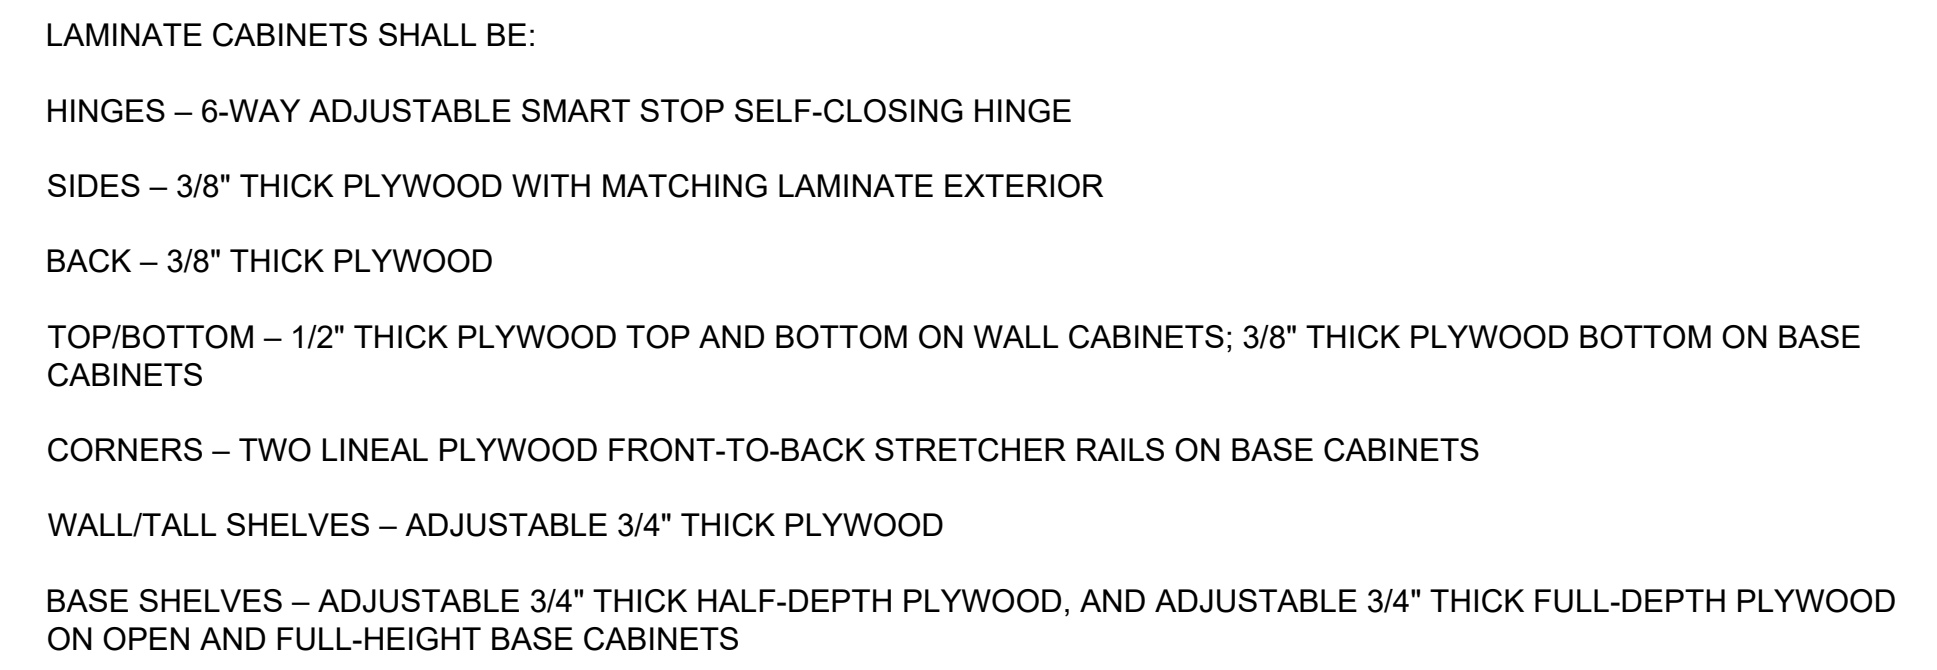 LAMINATE CABINETS SHALL BE:
HINGES – 6-WAY ADJUSTABLE SMART STOP SELF-CLOSING HINGE
SIDES – 3/8" THICK PLYWOOD WITH MATCHING LAMINATE EXTERIOR
BACK – 3/8" THICK PLYWOOD
TOP/BOTTOM – 1/2" THICK PLYWOOD TOP AND BOTTOM ON WALL CABINETS; 3/8" THICK PLYWOOD BOTTOM ON BASE
CABINETS
CORNERS – TWO LINEAL PLYWOOD FRONT-TO-BACK STRETCHER RAILS ON BASE CABINETS
WALL/TALL SHELVES – ADJUSTABLE 3/4" THICK PLYWOOD
BASE SHELVES – ADJUSTABLE 3/4" THICK HALF-DEPTH PLYWOOD, AND ADJUSTABLE 3/4" THICK FULL-DEPTH PLYWOOD
ON OPEN AND FULL-HEIGHT BASE CABINETS